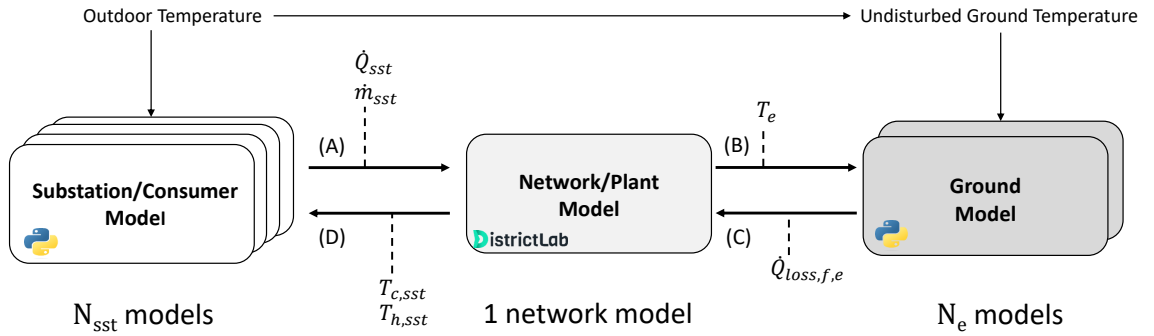 Outdoor Temperature
Undisturbed Ground Temperature
Q̇sst
ṁsst
Te
(A)
(B)
Substation/Consumer
Model
Network/Plant
Model
Ground
Model
DistrictLab
(D)
(C)
Tc,sst
Th,sst
Q̇loss,f,e
Nsst models
1 network model
Ne models